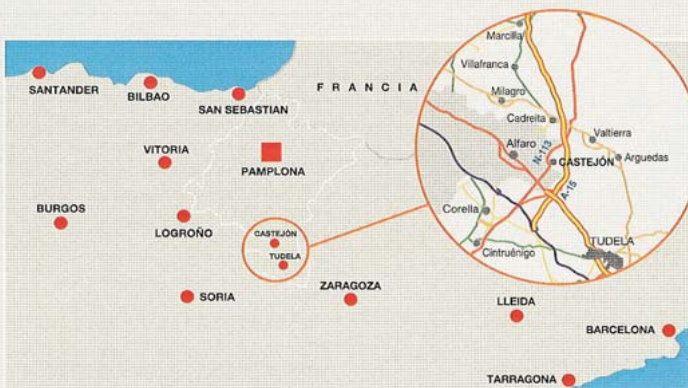 SANTANDER
BILBAO
SAN SEBASTIAN
FRANCIA
VITORIA
PAMPLONA
BURGOS
LOGROÑO
CASTEJÓN
TUDELA
SORIA
ZARAGOZA
LLEIDA
BARCELONA
TARRAGONA
Marcilla
Villafranca
Milagro
Cadreita
Valtierra
Alfaro
N-113
CASTEJÓN
Arguedas
A-15
Corella
TUDELA
Cintruénigo